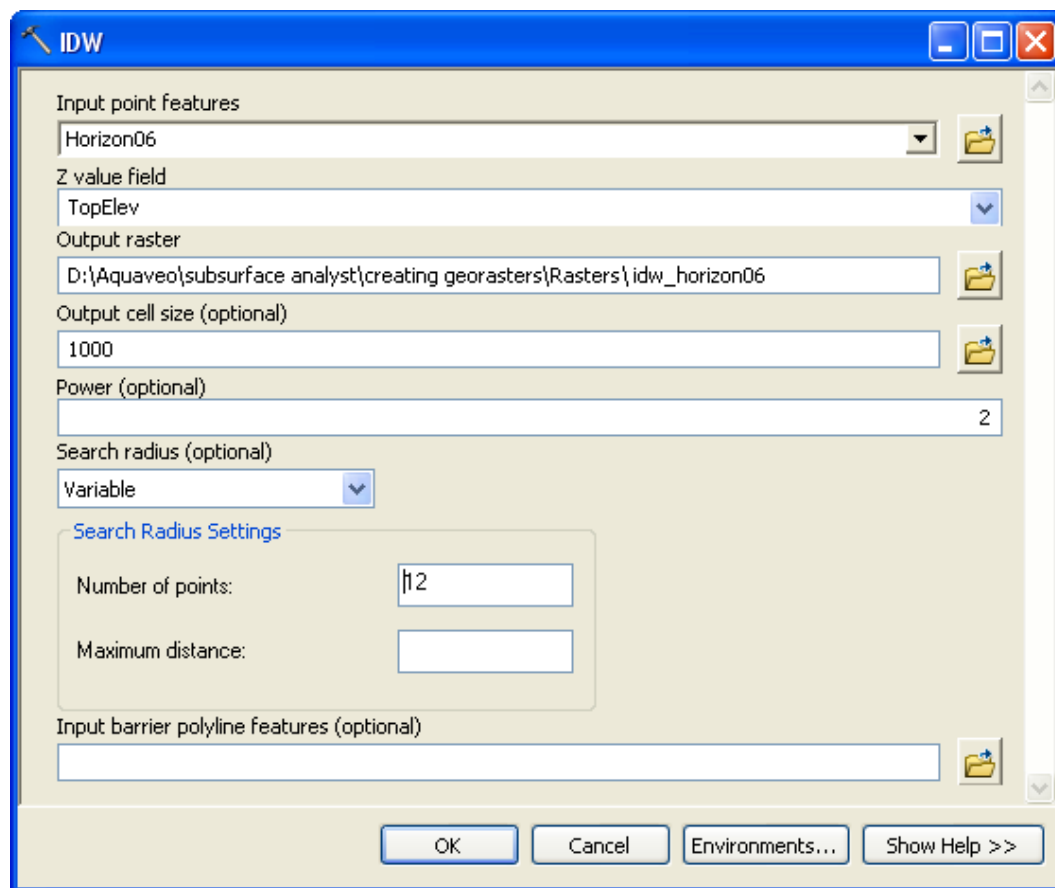 IDW
Input point features
Horizon06
Z value field
TopElev
Output raster
D:\Aquaveo\subsurface analyst\creating georasters\Rasters\idw_horizon06
Output cell size (optional)
1000
Power (optional)
2
Search radius (optional)
Variable
Search Radius Settings
Number of points:
12
Maximum distance:
Input barrier polyline features (optional)
OK Cancel Environments... Show Help >>